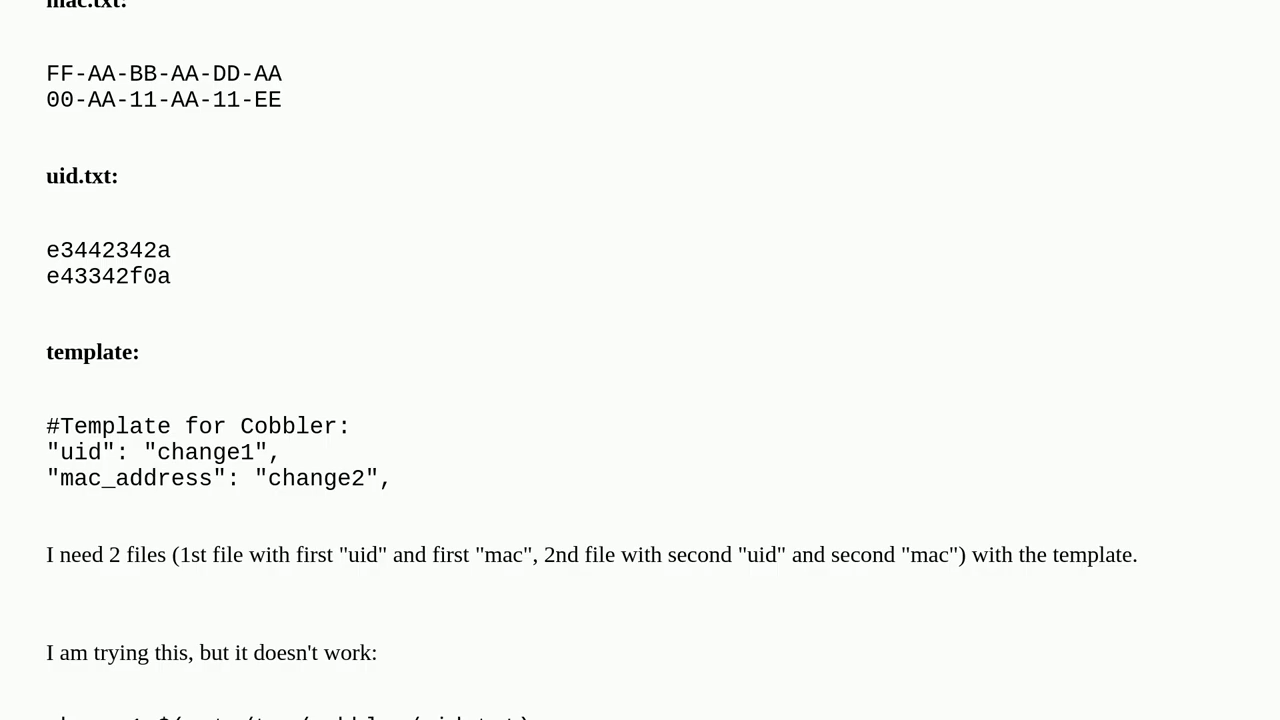 mac.txt:
FF-AA-BB-AA-DD-AA
00-AA-11-AA-11-EE
uid.txt:
e3442342a
e43342f0a
template:
#Template for Cobbler:
"uid": "change1",
"mac_address": "change2",
I need 2 files (1st file with first "uid" and first "mac", 2nd file with second "uid" and second "mac") with the template.
I am trying this, but it doesn't work: